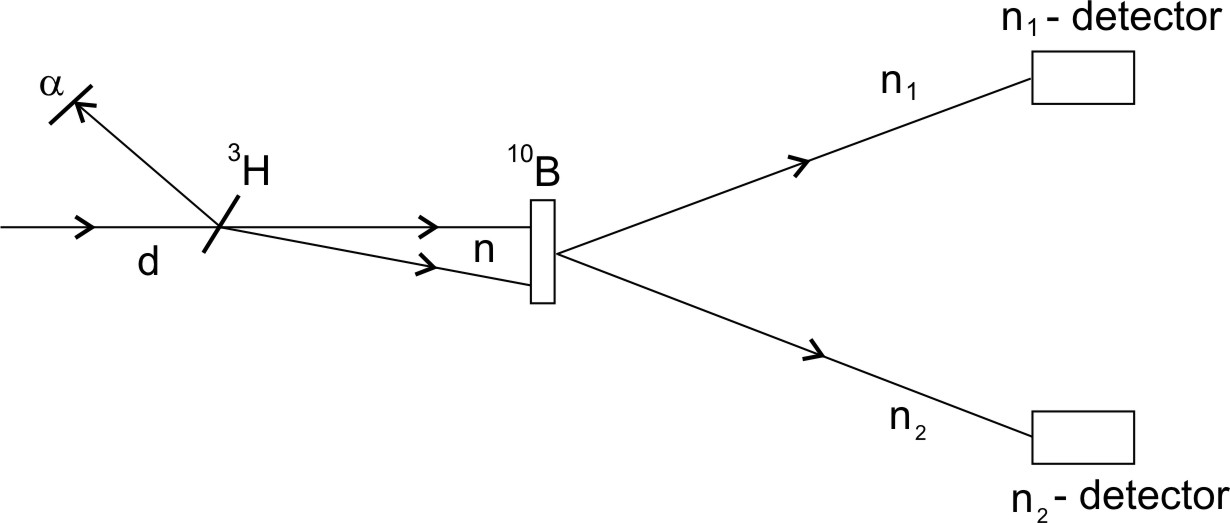 n₁ - detector
α
n₁
³H
¹⁰B
d
n
n₂
n₂ - detector